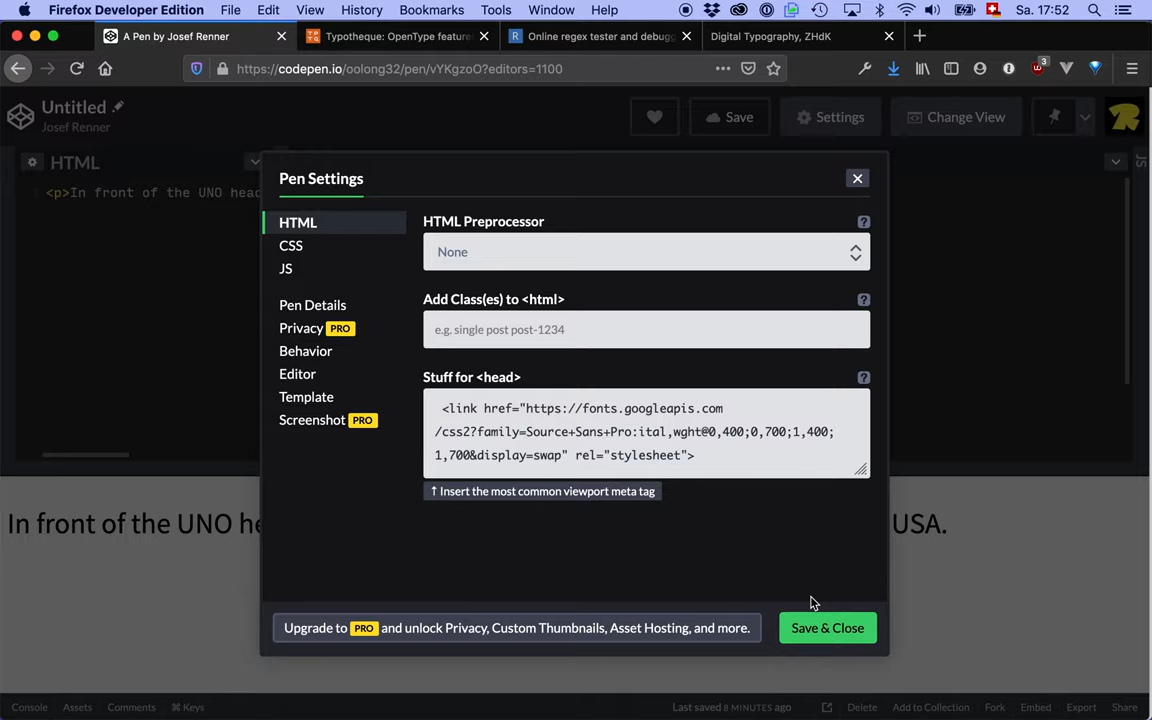 Firefox Developer Edition File Edit View History Bookmarks Tools Window Help Sa. 17:52
A Pen by Josef Renner
Typotheque: OpenType feature
Online regex tester and debugg
Digital Typography, ZHdK
https://codepen.io/oolong32/pen/vYKgzoO?editors=1100
3
Untitled
Josef Renner
Save
Settings
Change View
HTML
JS
<p>In front of the UNO head
Pen Settings
HTML
CSS
JS
Pen Details
Privacy PRO
Behavior
Editor
Template
Screenshot PRO
HTML Preprocessor
?
None
Add Class(es) to <html>
?
e.g. single post post-1234
Stuff for <head>
?
<link href="https://fonts.googleapis.com
/css2?family=Source+Sans+Pro:ital,wght@0,400;0,700;1,400;
1,700&display=swap" rel="stylesheet">
↑ Insert the most common viewport meta tag
In front of the UNO he
USA.
Upgrade to PRO and unlock Privacy, Custom Thumbnails, Asset Hosting, and more.
Save & Close
Console Assets Comments ⌘ Keys
Last saved 8 MINUTES ago
Delete Add to Collection Fork Embed Export Share